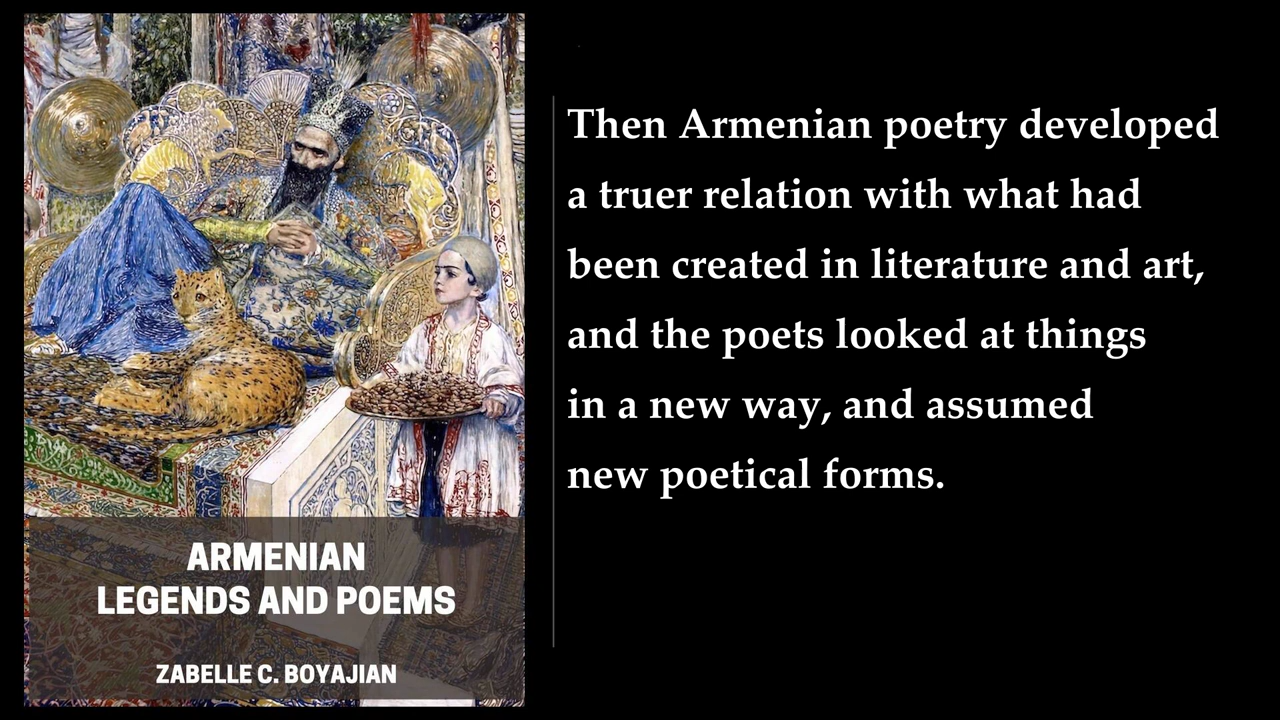 Then Armenian poetry developed
a truer relation with what had
been created in literature and art,
and the poets looked at things
in a new way, and assumed
new poetical forms.
ARMENIAN
LEGENDS AND POEMS
ZABELLE C. BOYAJIAN